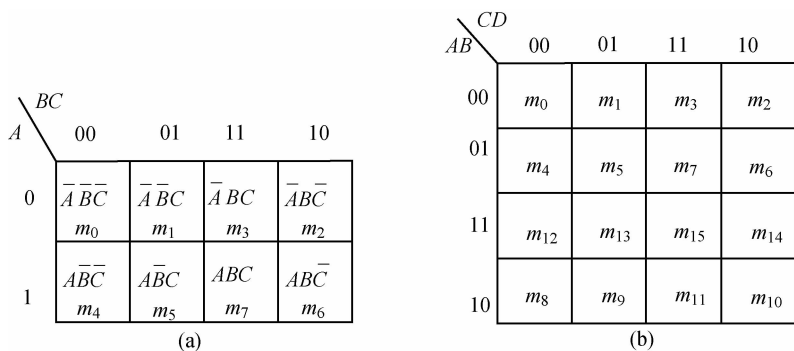 BC
A 00 01 11 10
0 A̅ B̅C̅ A̅ B̅C A̅ BC A̅BC̅
m₀ m₁ m₃ m₂
1 AB̅C̅ AB̅C ABC ABC̅
m₄ m₅ m₇ m₆
(a)
CD
AB 00 01 11 10
00 m₀ m₁ m₃ m₂
01 m₄ m₅ m₇ m₆
11 m₁₂ m₁₃ m₁₅ m₁₄
10 m₈ m₉ m₁₁ m₁₀
(b)